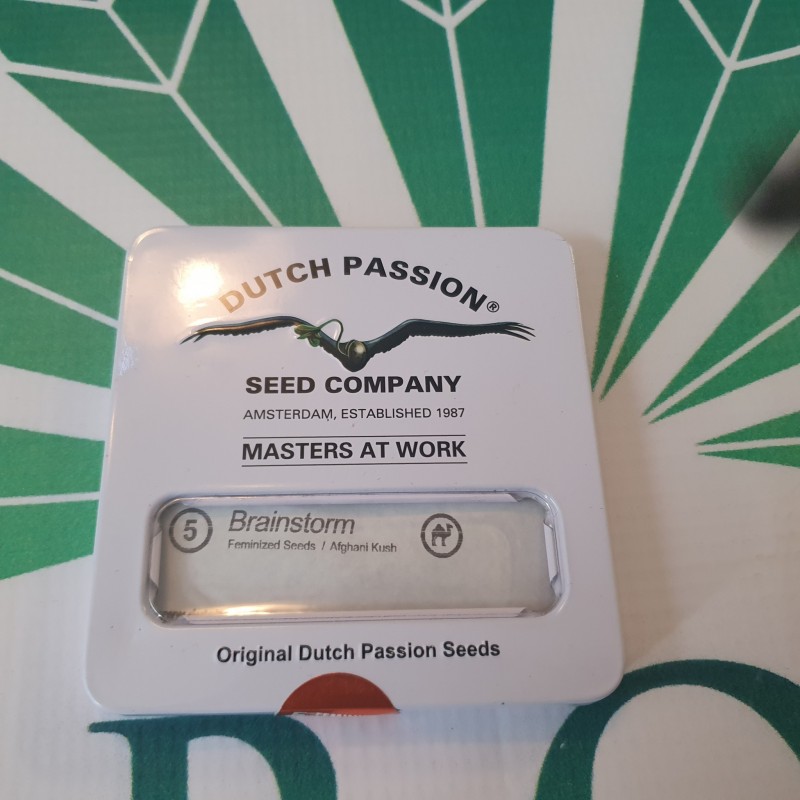 DUTCH PASSION®
SEED COMPANY
AMSTERDAM, ESTABLISHED 1987
MASTERS AT WORK
5 Brainstorm
Feminized Seeds / Afghani Kush
Original Dutch Passion Seeds